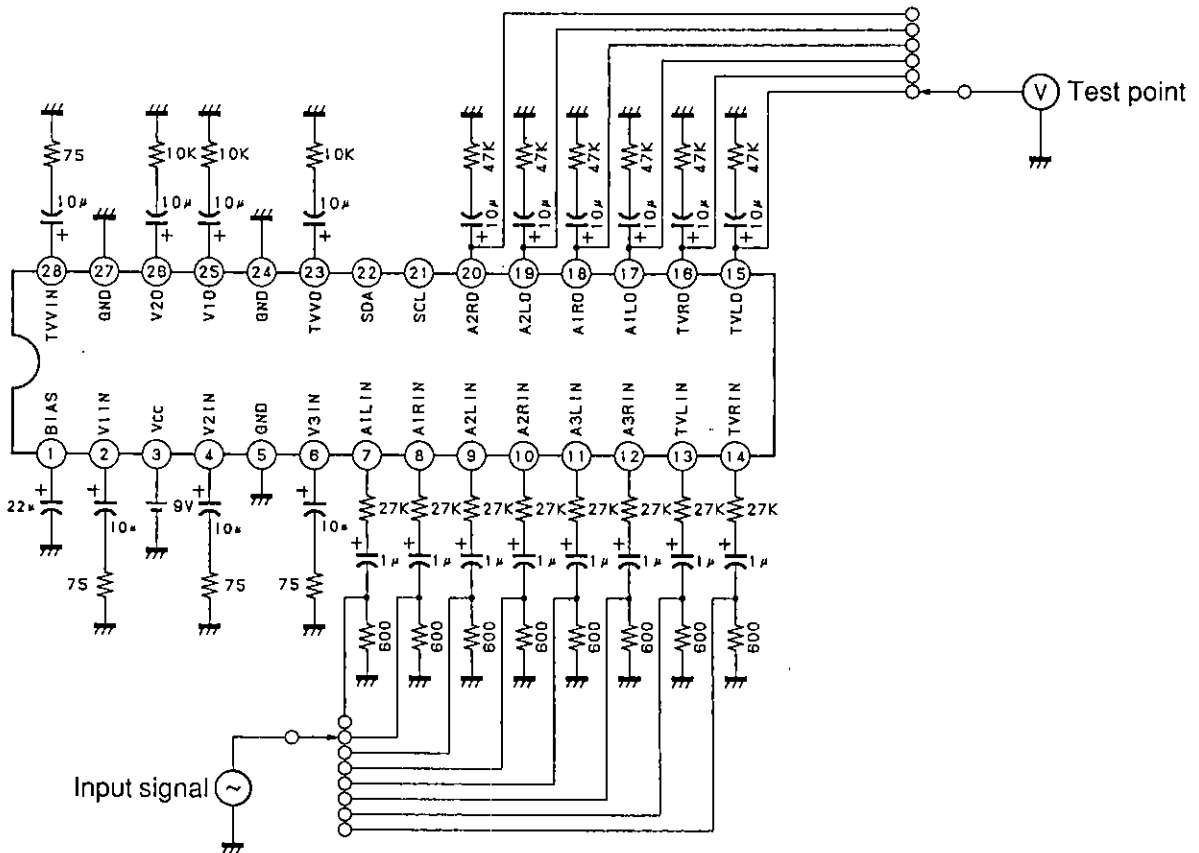 V Test point
75 10K 10K 10K 47K 47K 47K 47K 47K 47K
10μ 10μ 10μ 10μ 10μ 10μ 10μ 10μ 10μ 10μ
+ + + + + + + + + +
28 27 26 25 24 23 22 21 20 19 18 17 16 15
TVVIN GND V2O V1O GND TVVO SDA SCL A2RO A2LO A1RO A1LO TVRO TVLO
BIAS V1IN VCC V2IN GND V3IN A1LIN A1RIN A2LIN A2RIN A3LIN A3RIN TVLIN TVRIN
1 2 3 4 5 6 7 8 9 10 11 12 13 14
+ + + +
22μ 10μ 9V 10μ 10μ 27K 27K 27K 27K 27K 27K 27K 27K
+ + + + + + + +
1μ 1μ 1μ 1μ 1μ 1μ 1μ 1μ
75 75 75
600 600 600 600 600 600 600 600
Input signal ~